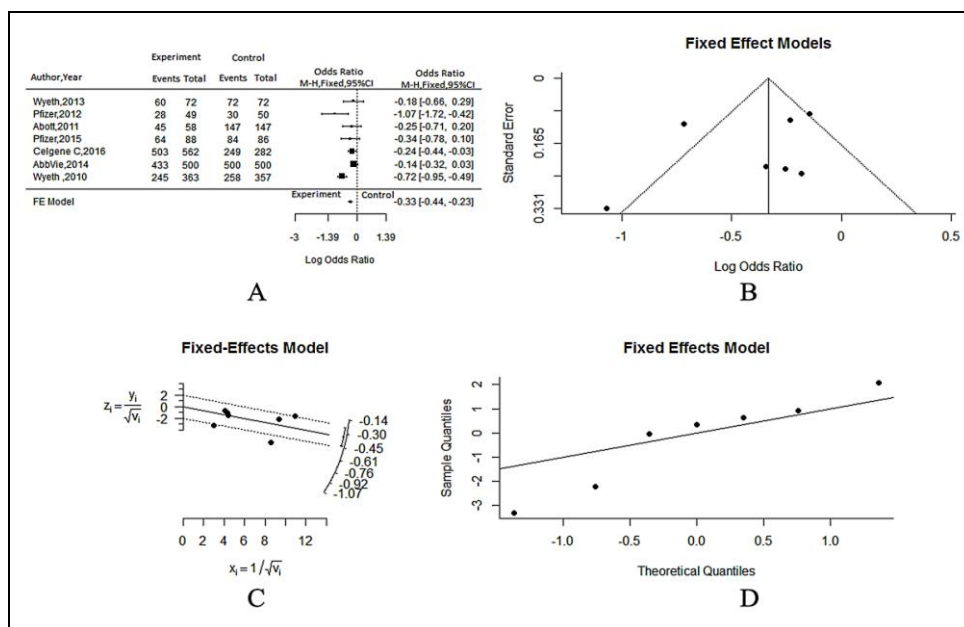 Experiment Control Odds Ratio Odds Ratio
Author,Year Events Total Events Total M-H,Fixed,95%CI M-H,Fixed,95%CI
Wyeth,2013 60 72 72 72 -0.18 [-0.66, 0.29]
Pfizer,2012 28 49 30 50 -1.07 [-1.72, -0.42]
Abott,2011 45 58 147 147 -0.25 [-0.71, 0.20]
Pfizer,2015 64 88 84 86 -0.34 [-0.78, 0.10]
Celgene C,2016 503 562 249 282 -0.24 [-0.44, -0.03]
AbbVie,2014 433 500 500 500 -0.14 [-0.32, 0.03]
Wyeth ,2010 245 363 258 357 -0.72 [-0.95, -0.49]
Experiment Control
FE Model -0.33 [-0.44, -0.23]
-3 -1.39 0 1.39
Log Odds Ratio
A
Fixed Effect Models
Standard Error
0
0.165
0.331
-1 -0.5 0 0.5
Log Odds Ratio
B
Fixed-Effects Model
zi = yi / √vi
2
0
-2
-0.14
-0.30
-0.45
-0.61
-0.76
-0.92
-1.07
0 2 4 6 8 12
xi = 1 / √vi
C
Fixed Effects Model
Sample Quantiles
2
1
0
-1
-2
-3
-1.0 -0.5 0.0 0.5 1.0
Theoretical Quantiles
D